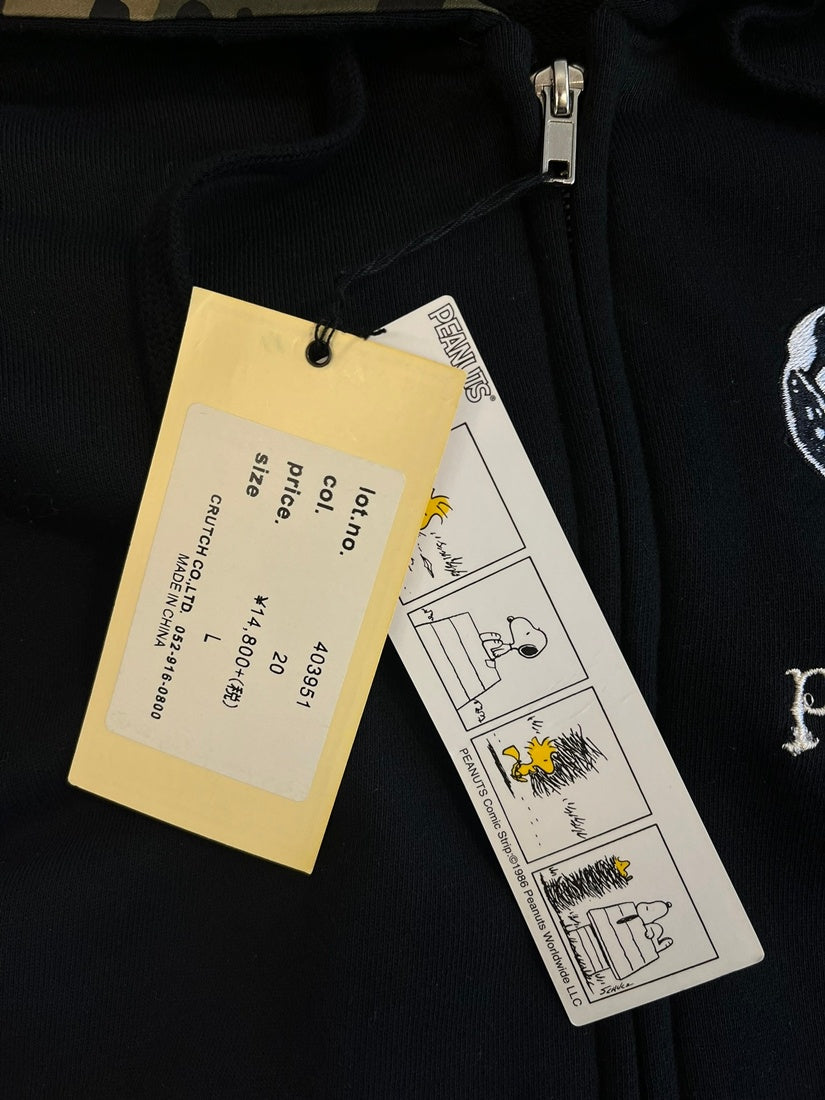 lot.no. 403951
col. 20
price. ¥14,800+(税)
size L
CRUTCH CO.,LTD. 052-916-0800
MADE IN CHINA
PEANUTS®
SCHULZ
PEANUTS Comic Strip:©1986 Peanuts Worldwide LLC